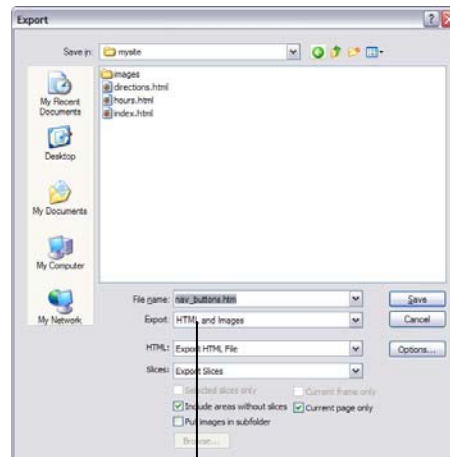 Export
Save in: mysite
images
directions.html
hours.html
index.html
My Recent Documents
Desktop
My Documents
My Computer
My Network
File name: nav_buttons.htm
Save
Export: HTML and Images
Cancel
HTML: Export HTML File
Options...
Slices: Export Slices
Selected slices only
Current frame only
Include areas without slices
Current page only
Put images in subfolder
Browse...